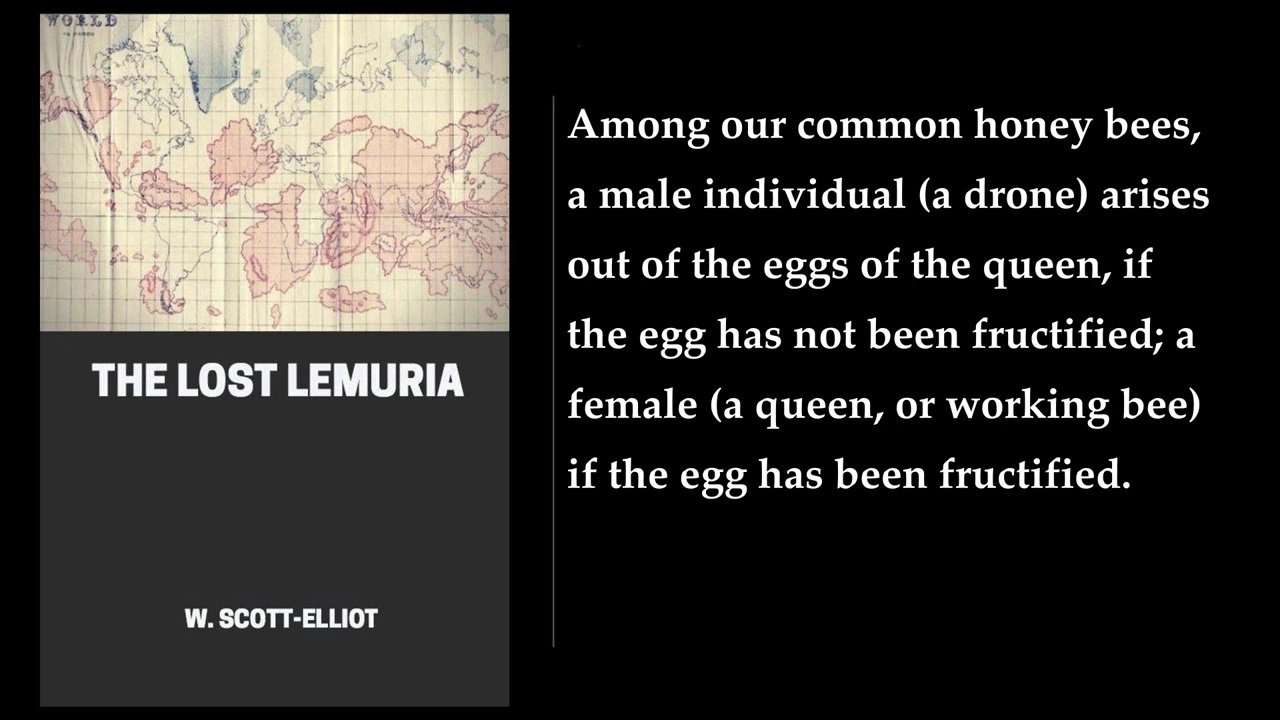 WORLD
THE LOST LEMURIA
W. SCOTT-ELLIOT
Among our common honey bees,
a male individual (a drone) arises
out of the eggs of the queen, if
the egg has not been fructified; a
female (a queen, or working bee)
if the egg has been fructified.